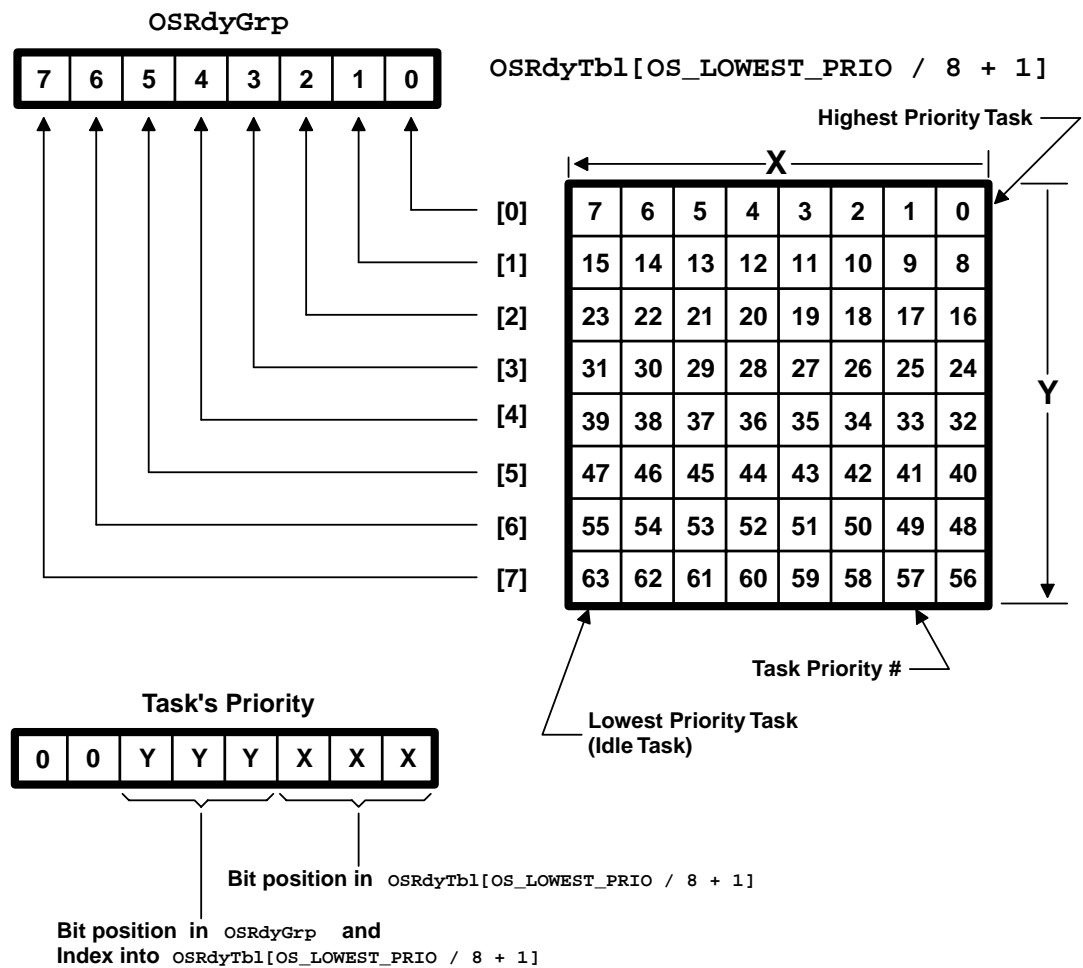 OSRdyGrp
7 6 5 4 3 2 1 0
OSRdyTbl[OS_LOWEST_PRIO / 8 + 1]
Highest Priority Task
X
[0] 7 6 5 4 3 2 1 0
[1] 15 14 13 12 11 10 9 8
[2] 23 22 21 20 19 18 17 16
[3] 31 30 29 28 27 26 25 24
[4] 39 38 37 36 35 34 33 32
[5] 47 46 45 44 43 42 41 40
[6] 55 54 53 52 51 50 49 48
[7] 63 62 61 60 59 58 57 56
Y
Task Priority #
Lowest Priority Task
(Idle Task)
Task's Priority
0 0 Y Y Y X X X
Bit position in OSRdyTbl[OS_LOWEST_PRIO / 8 + 1]
Bit position in OSRdyGrp and
Index into OSRdyTbl[OS_LOWEST_PRIO / 8 + 1]